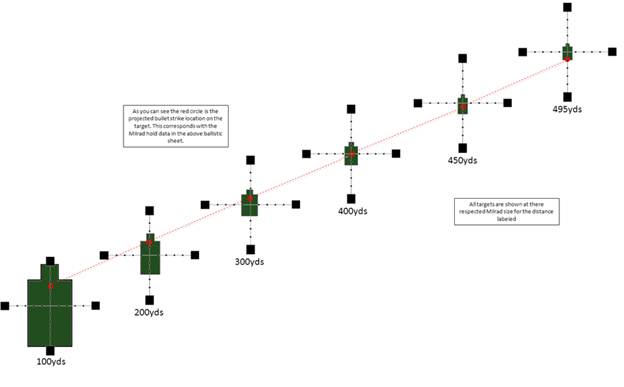 As you can see the red circle is the
projected bullet strike location on the
target. This corresponds with the
Milrad hold data in the above ballistic
sheet.
495yds
450yds
All targets are shown at there
respected Milrad size for the distance
labeled
400yds
300yds
200yds
100yds